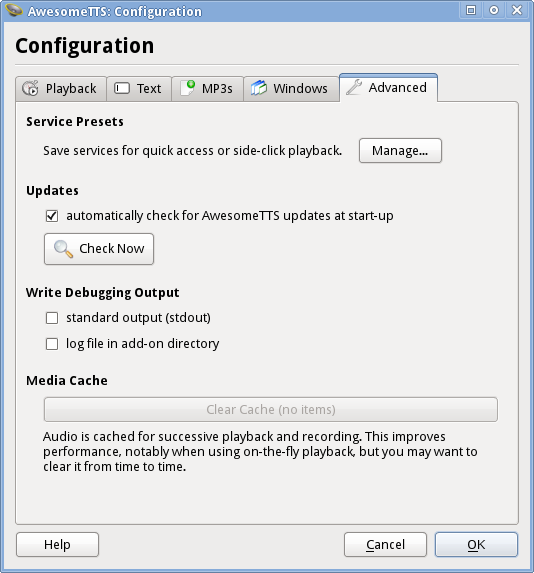 AwesomeTTS: Configuration
Configuration
Playback
Text
MP3s
Windows
Advanced
Service Presets
Save services for quick access or side-click playback.
Manage...
Updates
automatically check for AwesomeTTS updates at start-up
Check Now
Write Debugging Output
standard output (stdout)
log file in add-on directory
Media Cache
Clear Cache (no items)
Audio is cached for successive playback and recording. This improves
performance, notably when using on-the-fly playback, but you may want to
clear it from time to time.
Help
Cancel
OK